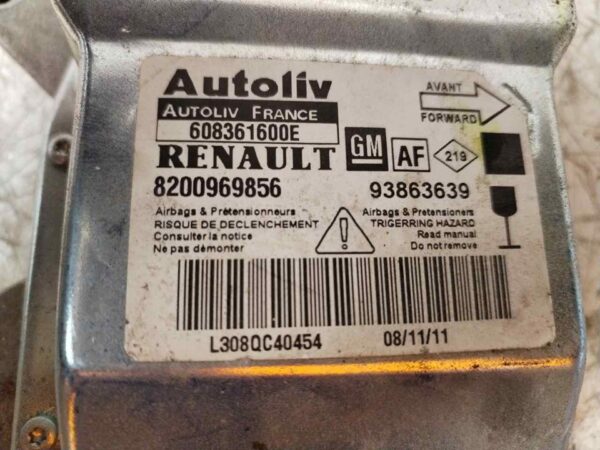 Autoliv
AUTOLIV FRANCE
608361600E
AVANT
FORWARD
RENAULT GM AF 219
8200969856 93863639
Airbags & Prétensionneurs
RISQUE DE DECLENCHEMENT
Consulter la notice
Ne pas démonter
Airbags & Pretensioners
TRIGERRING HAZARD
Read manual
Do not remove
L308QC40454 08/11/11